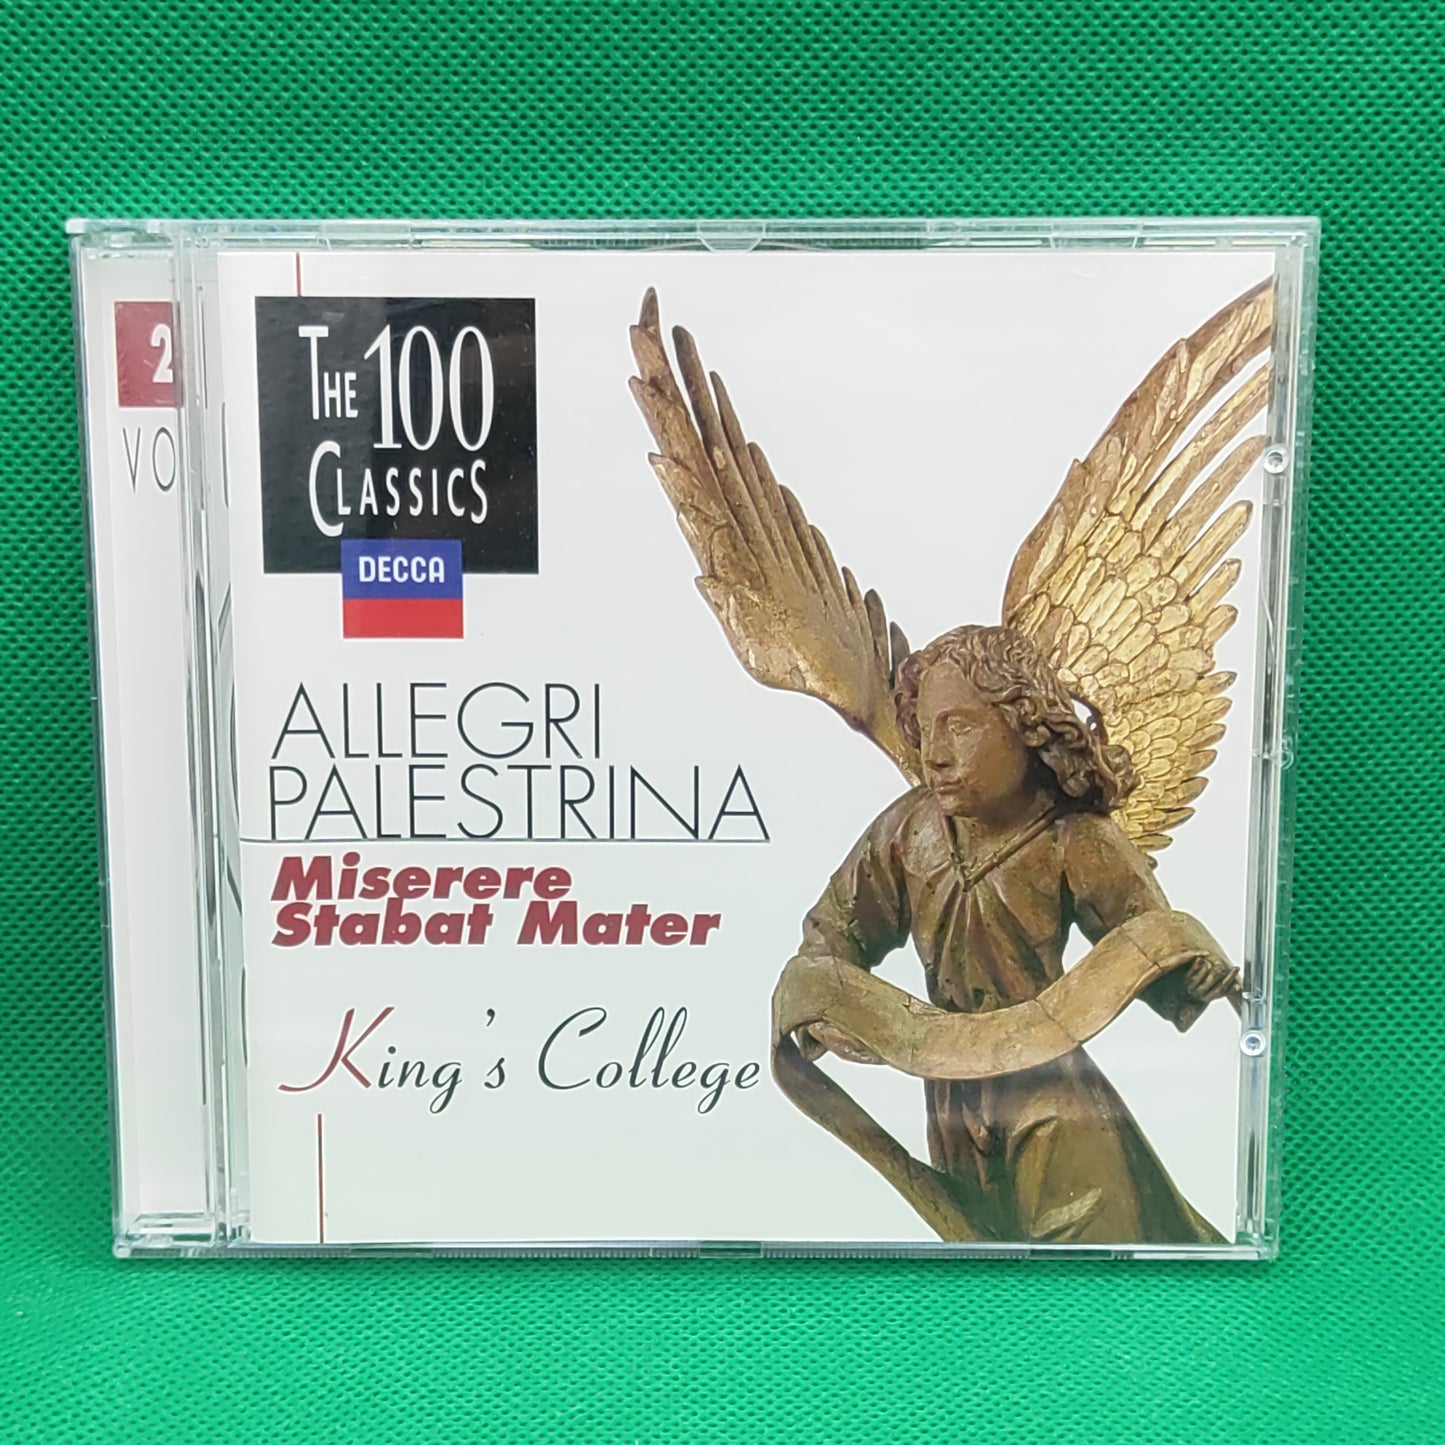 2
VO
THE 100
CLASSICS
DECCA
ALLEGRI
PALESTRINA
Miserere
Stabat Mater
King's College